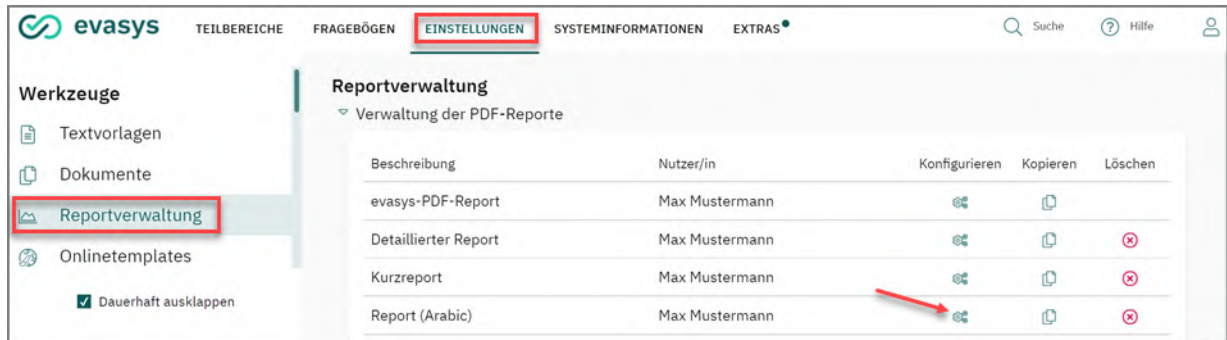 evasys TEILBEREICHE FRAGEBÖGEN EINSTELLUNGEN SYSTEMINFORMATIONEN EXTRAS Suche Hilfe
Werkzeuge
Textvorlagen
Dokumente
Reportverwaltung
Onlinetemplates
Dauerhaft ausklappen
Reportverwaltung
Verwaltung der PDF-Reporte
Beschreibung Nutzer/in Konfigurieren Kopieren Löschen
evasys-PDF-Report Max Mustermann
Detaillierter Report Max Mustermann
Kurzreport Max Mustermann
Report (Arabic) Max Mustermann